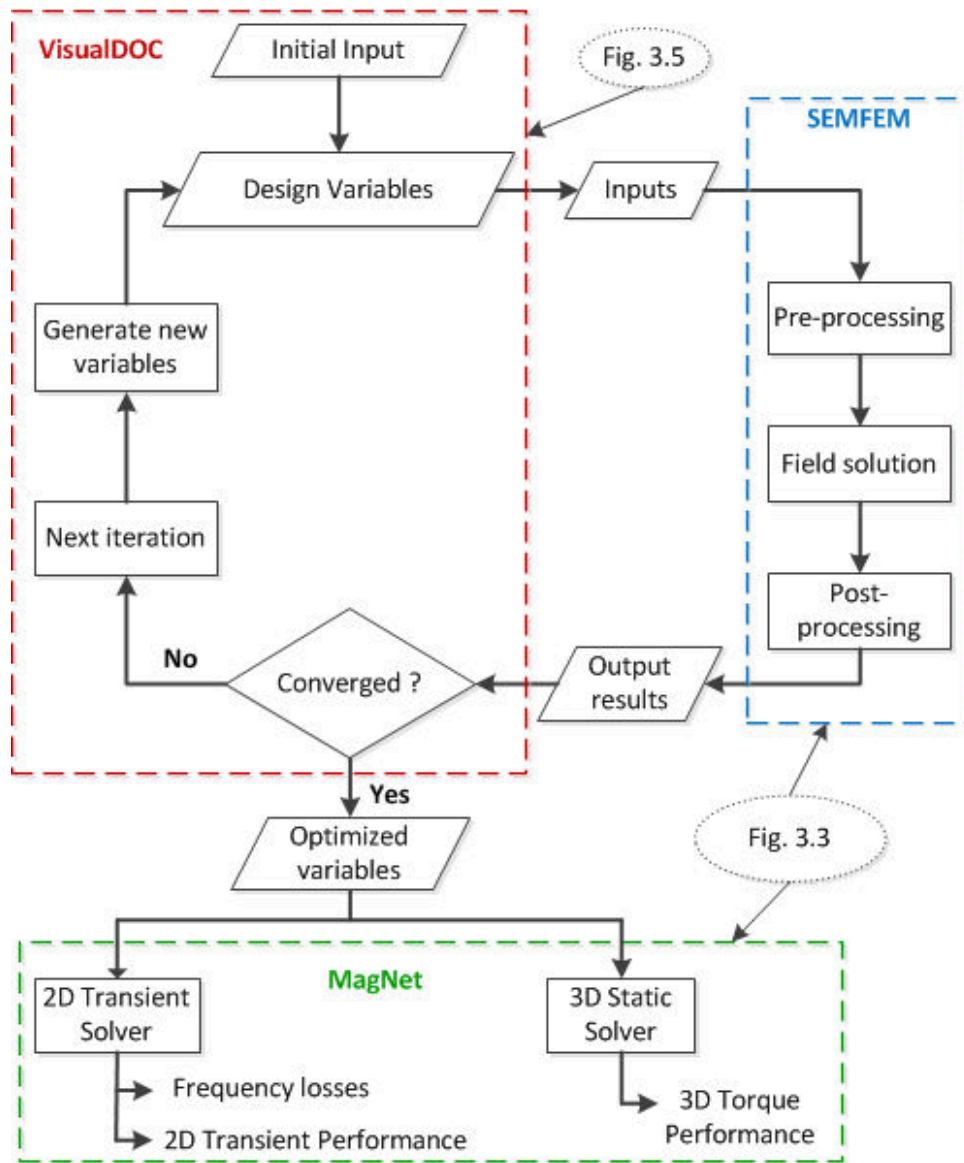 VisualDOC
Initial Input
Fig. 3.5
SEMFEM
Design Variables
Inputs
Pre-processing
Generate new
variables
Field solution
Next iteration
Post-
processing
No
Converged ?
Output
results
Yes
Optimized
variables
Fig. 3.3
MagNet
2D Transient
Solver
3D Static
Solver
Frequency losses
2D Transient Performance
3D Torque
Performance